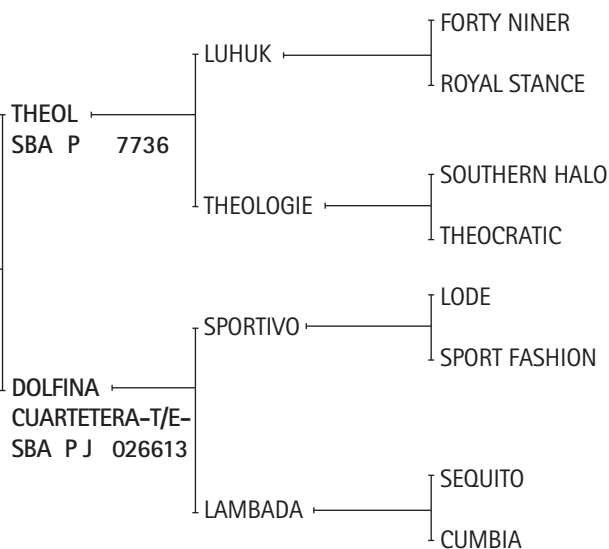 FORTY NINER
LUHUK
ROYAL STANCE
THEOL
SBA P 7736
SOUTHERN HALO
THEOLOGIE
THEOCRATIC
LODE
SPORTIVO
SPORT FASHION
DOLFINA
CUARTETERA-T/E-
SBA P J 026613
SEQUITO
LAMBADA
CUMBIA